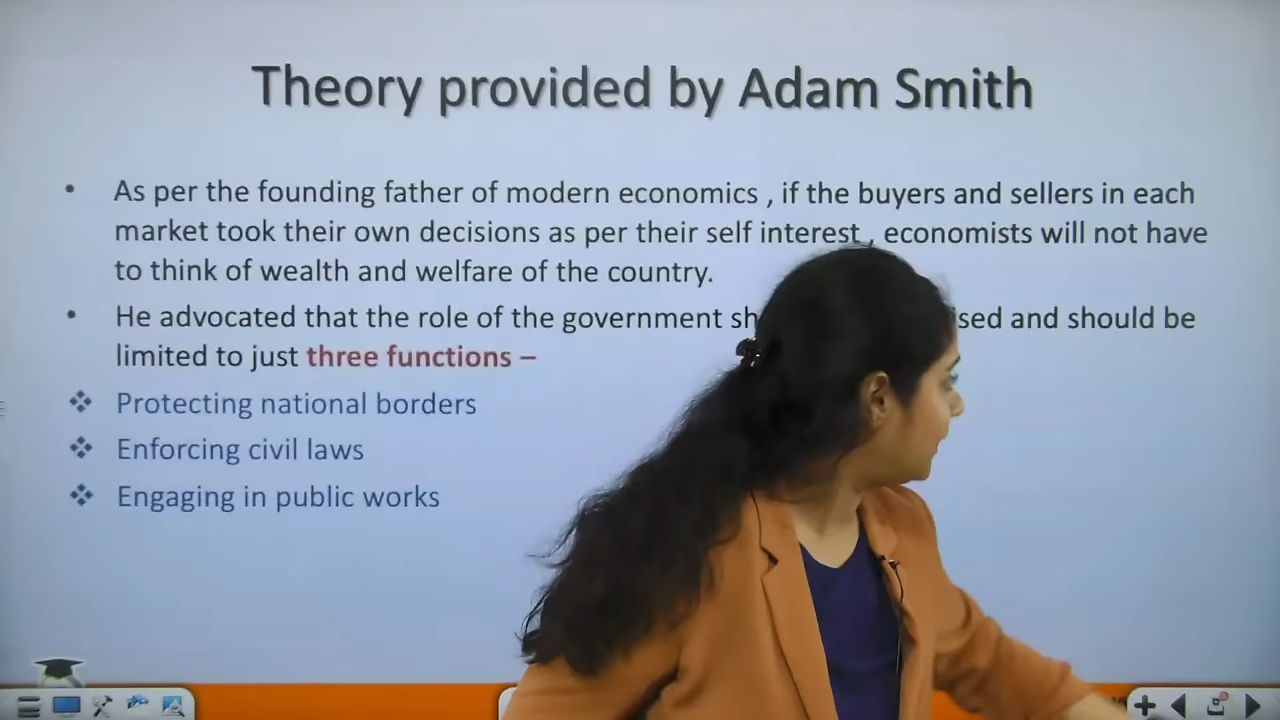 Theory provided by Adam Smith
• As per the founding father of modern economics , if the buyers and sellers in each
market took their own decisions as per their self interest , economists will not have
to think of wealth and welfare of the country.
• He advocated that the role of the government sh sed and should be
limited to just three functions –
❖ Protecting national borders
❖ Enforcing civil laws
❖ Engaging in public works